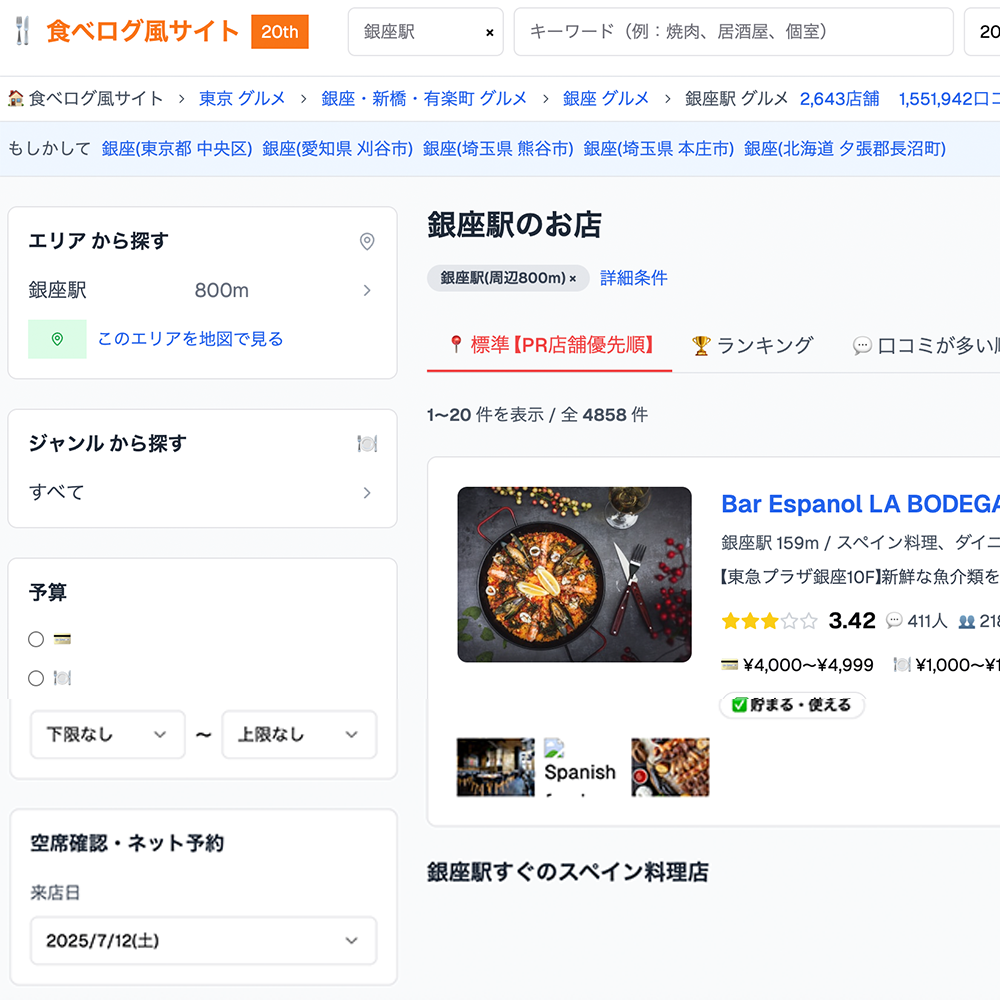 食べログ風サイト 20th 銀座駅 × キーワード（例：焼肉、居酒屋、個室） 20
食べログ風サイト › 東京 グルメ › 銀座・新橋・有楽町 グルメ › 銀座 グルメ › 銀座駅 グルメ 2,643店舗 1,551,942口コ
もしかして 銀座(東京都 中央区) 銀座(愛知県 刈谷市) 銀座(埼玉県 熊谷市) 銀座(埼玉県 本庄市) 銀座(北海道 夕張郡長沼町)
エリア から探す
銀座駅 800m
このエリアを地図で見る
ジャンル から探す
すべて
予算
下限なし 〜 上限なし
空席確認・ネット予約
来店日
2025/7/12(土)
銀座駅のお店
銀座駅(周辺800m) × 詳細条件
標準【PR店舗優先順】 ランキング 口コミが多い
1〜20 件を表示 / 全 4858 件
Bar Espanol LA BODEGA
銀座駅 159m / スペイン料理、ダイニ
【東急プラザ銀座10F】新鮮な魚介類を
3.42 411人 218
¥4,000〜¥4,999 ¥1,000〜¥1
貯まる・使える
Spanish
銀座駅すぐのスペイン料理店